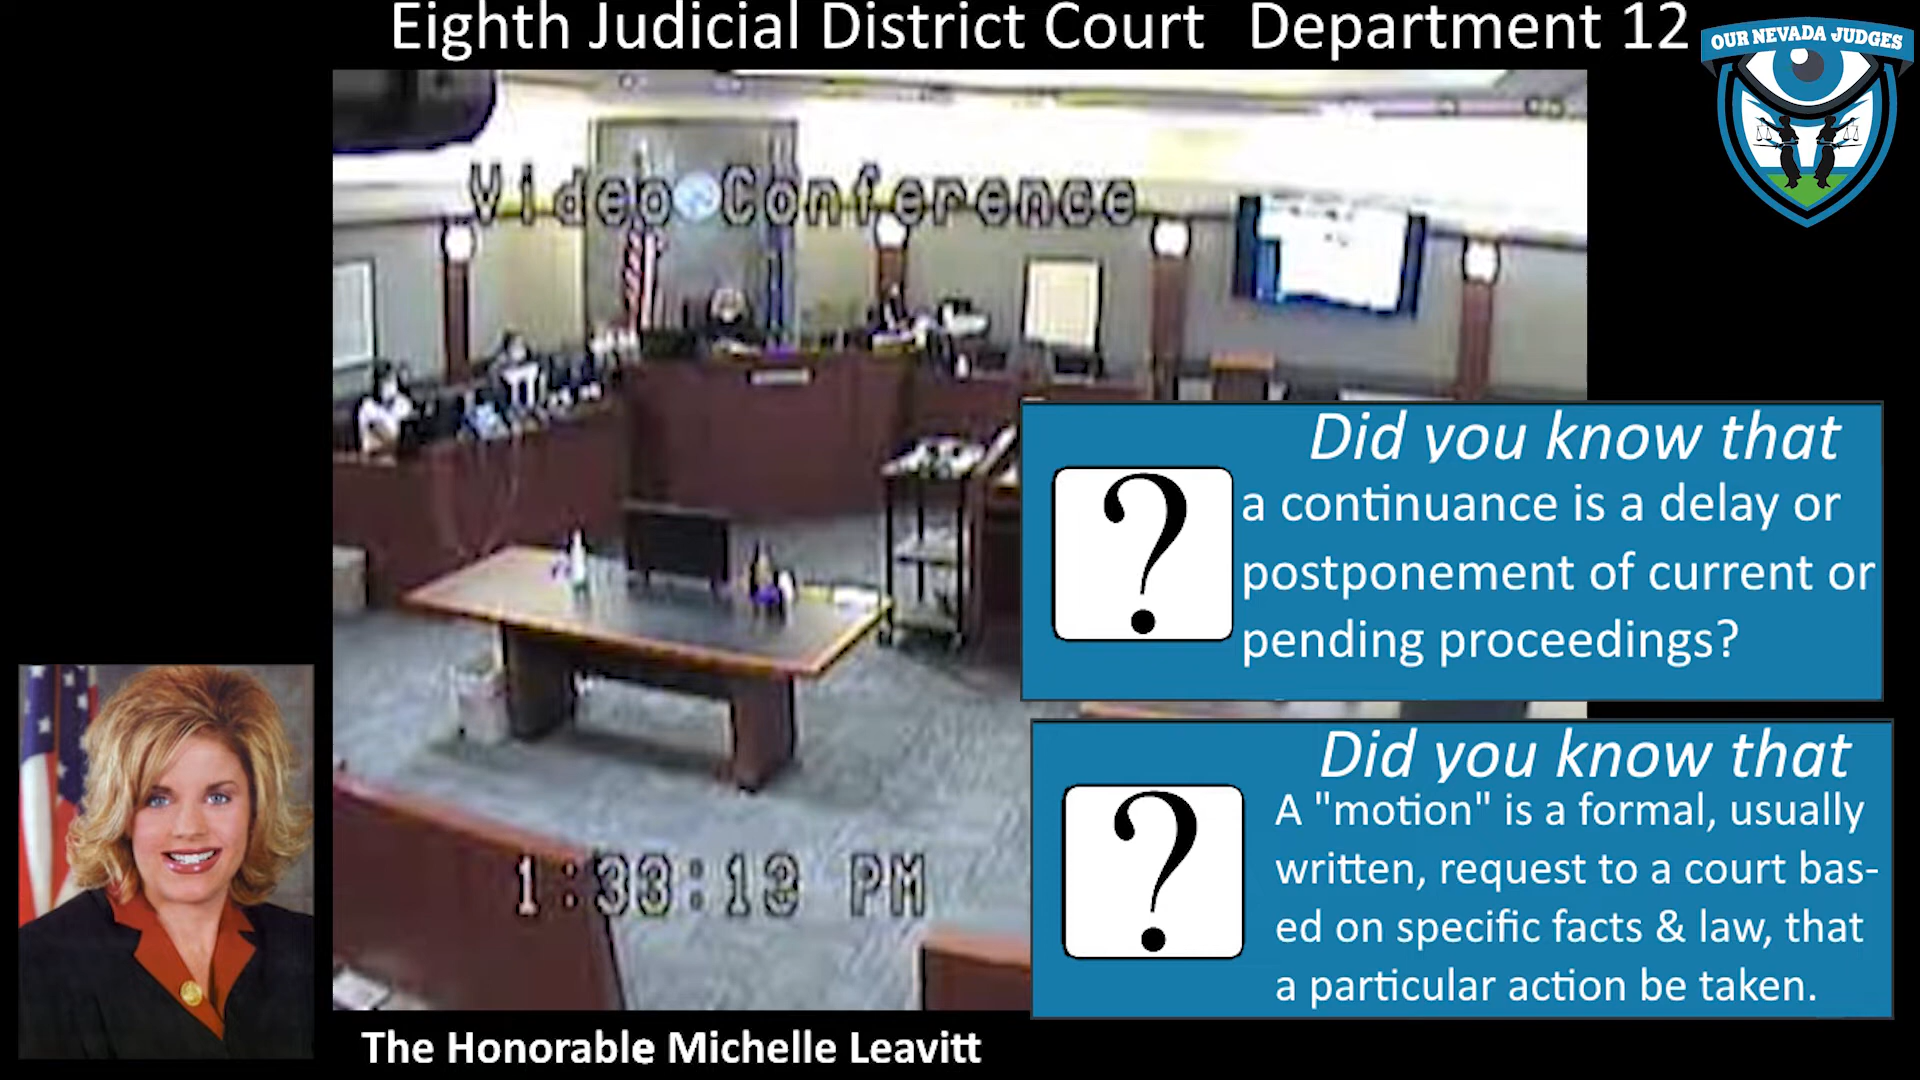 Eighth Judicial District Court Department 12
OUR NEVADA JUDGES
Video Conference
Did you know that
a continuance is a delay or
postponement of current or
pending proceedings?
Did you know that
A "motion" is a formal, usually
written, request to a court bas-
ed on specific facts & law, that
a particular action be taken.
1:33:13 PM
The Honorable Michelle Leavitt